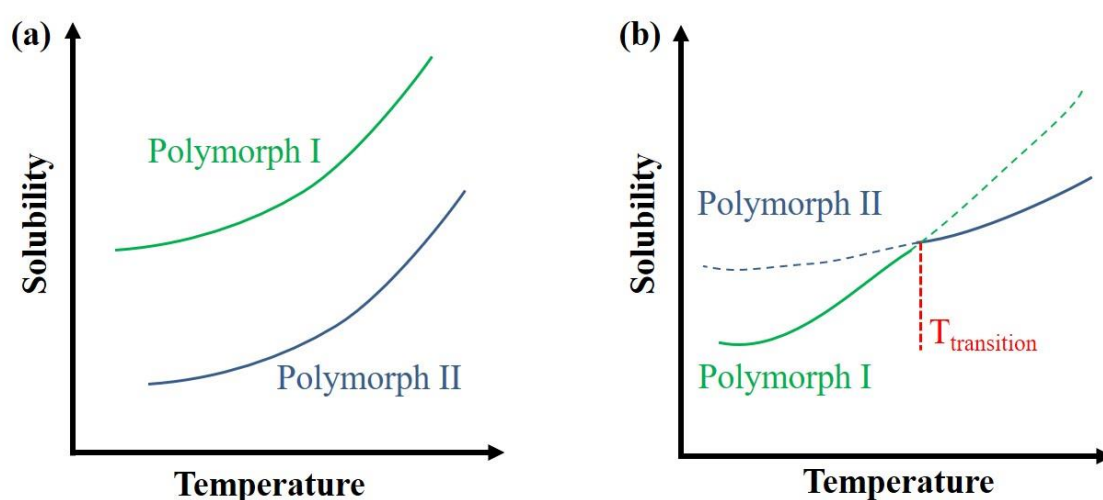 (a)
Solubility
Polymorph I
Polymorph II
Temperature
(b)
Solubility
Polymorph II
Polymorph I
Ttransition
Temperature